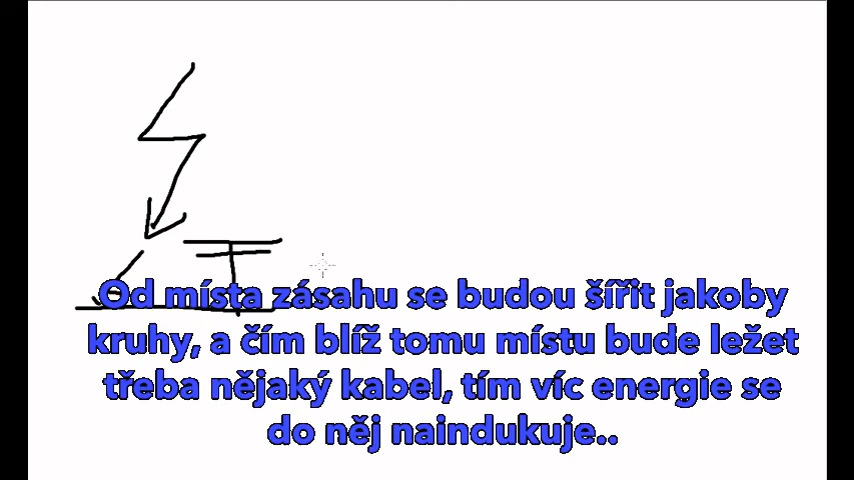 Od místa zásahu se budou šířit jakoby
kruhy, a čím blíž tomu místu bude ležet
třeba nějaký kabel, tím víc energie se
do něj naindukuje..